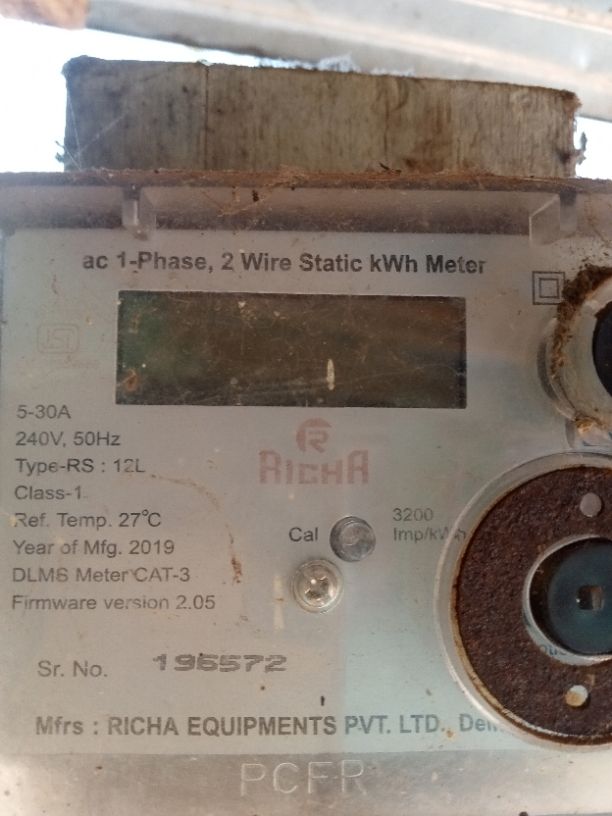 ac 1-Phase, 2 Wire Static kWh Meter
5-30A
240V, 50Hz
Type-RS : 12L
Class-1
Ref. Temp. 27°C
Year of Mfg. 2019
DLMS Meter CAT-3
Firmware version 2.05
R
RICHA
Cal
3200
Imp/kWh
Sr. No. 196572
Mfrs : RICHA EQUIPMENTS PVT. LTD.,